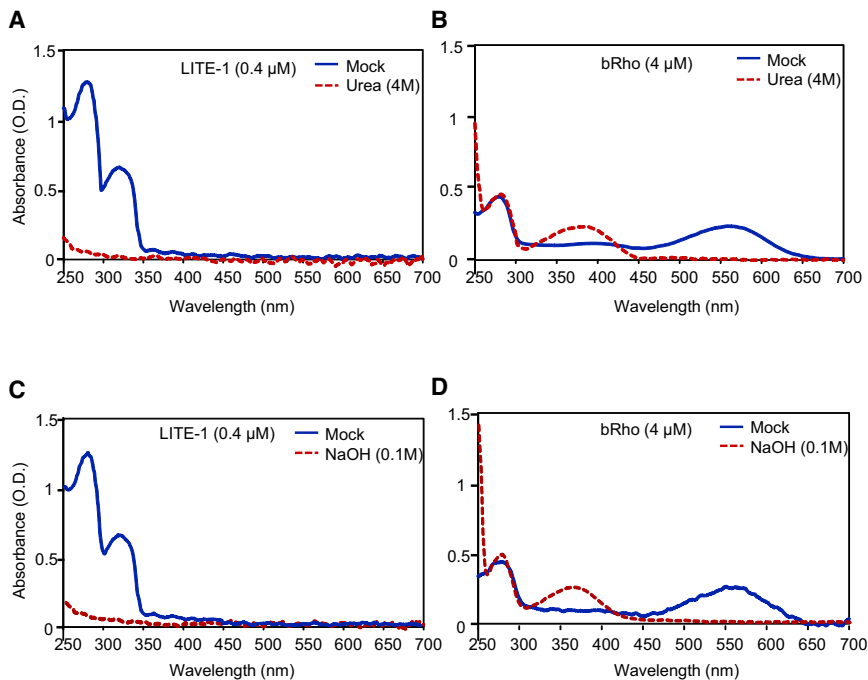 A
LITE-1 (0.4 µM)
Mock
Urea (4M)
Absorbance (O.D.)
1.5
1
0.5
0
250 300 350 400 450 500 550 600 650 700
Wavelength (nm)
B
bRho (4 µM)
Mock
Urea (4M)
1.5
1
0.5
0
250 300 350 400 450 500 550 600 650 700
Wavelength (nm)
C
LITE-1 (0.4 µM)
Mock
NaOH (0.1M)
Absorbance (O.D.)
1.5
1
0.5
0
250 300 350 400 450 500 550 600 650 700
Wavelength (nm)
D
bRho (4 µM)
Mock
NaOH (0.1M)
1.5
1
0.5
0
250 300 350 400 450 500 550 600 650 700
Wavelength (nm)